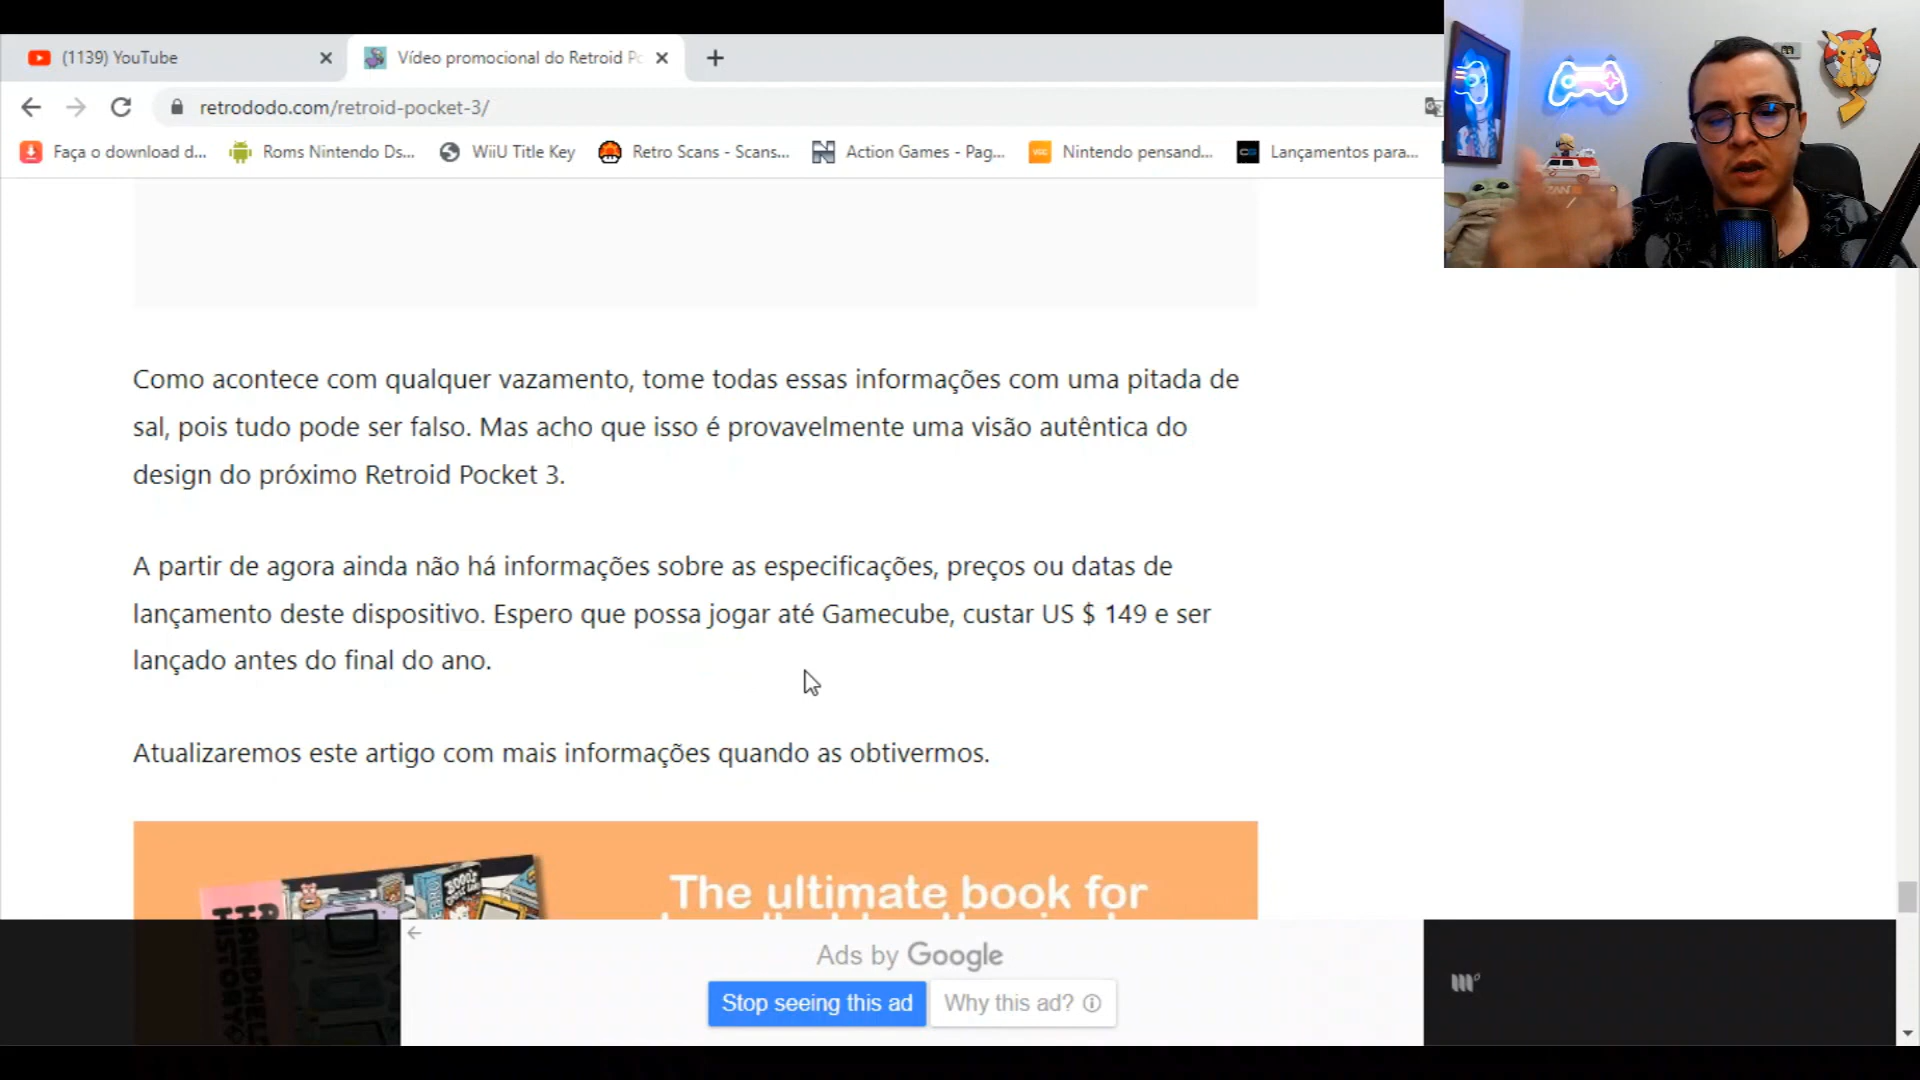 (1139) YouTube
Vídeo promocional do Retroid Po
retrododo.com/retroid-pocket-3/
Faça o download d...
Roms Nintendo Ds...
WiiU Title Key
Retro Scans - Scans...
Action Games - Pag...
Nintendo pensand...
Lançamentos para...
Como acontece com qualquer vazamento, tome todas essas informações com uma pitada de
sal, pois tudo pode ser falso. Mas acho que isso é provavelmente uma visão autêntica do
design do próximo Retroid Pocket 3.
A partir de agora ainda não há informações sobre as especificações, preços ou datas de
lançamento deste dispositivo. Espero que possa jogar até Gamecube, custar US $ 149 e ser
lançado antes do final do ano.
Atualizaremos este artigo com mais informações quando as obtivermos.
The ultimate book for
HANDHELD
HISTORY
Ads by Google
Stop seeing this ad
Why this ad?